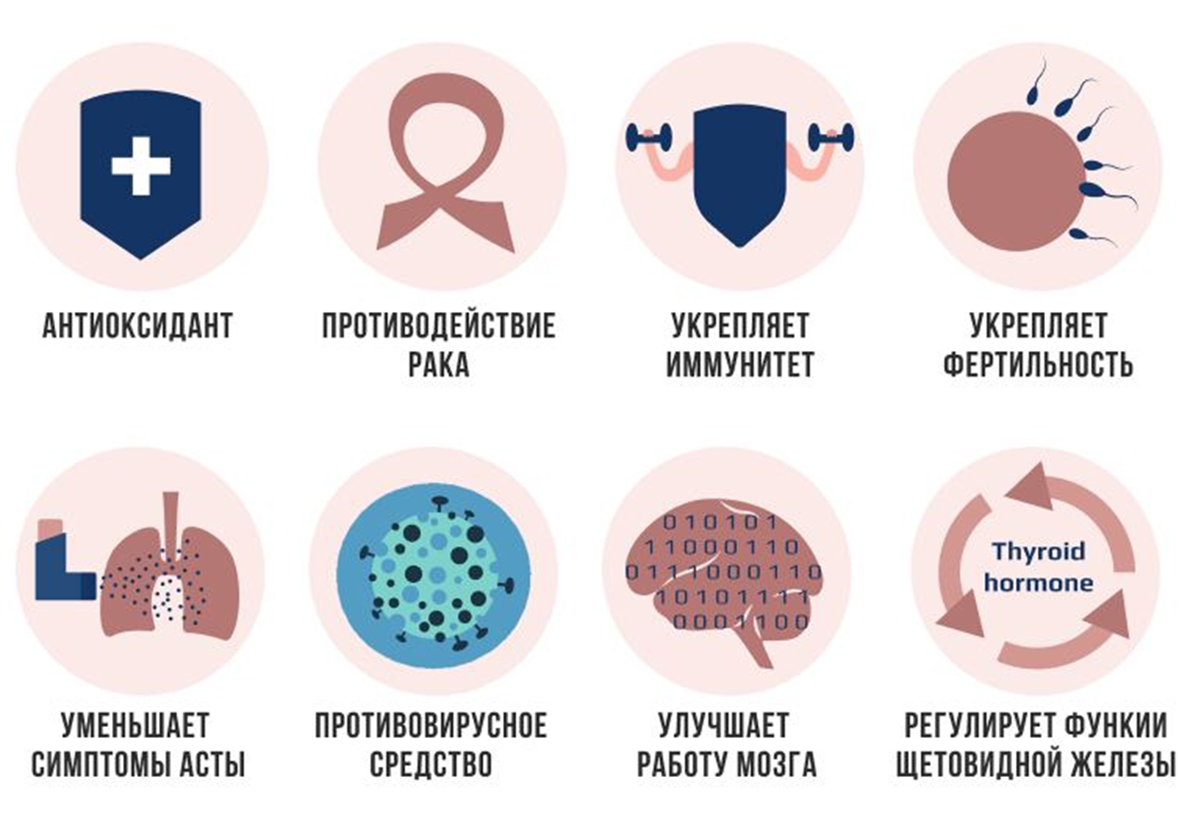 АНТИОКСИДАНТ
ПРОТИВОДЕЙСТВИЕ
РАКА
УКРЕПЛЯЕТ
ИММУНИТЕТ
УКРЕПЛЯЕТ
ФЕРТИЛЬНОСТЬ
010101
11000110
0111000110
10101111
0001100
Thyroid
hormone
УМЕНЬШАЕТ
СИМПТОМЫ АСТЫ
ПРОТИВОВИРУСНОЕ
СРЕДСТВО
УЛУЧШАЕТ
РАБОТУ МОЗГА
РЕГУЛИРУЕТ ФУНКИИ
ЩЕТОВИДНОЙ ЖЕЛЕЗЫ